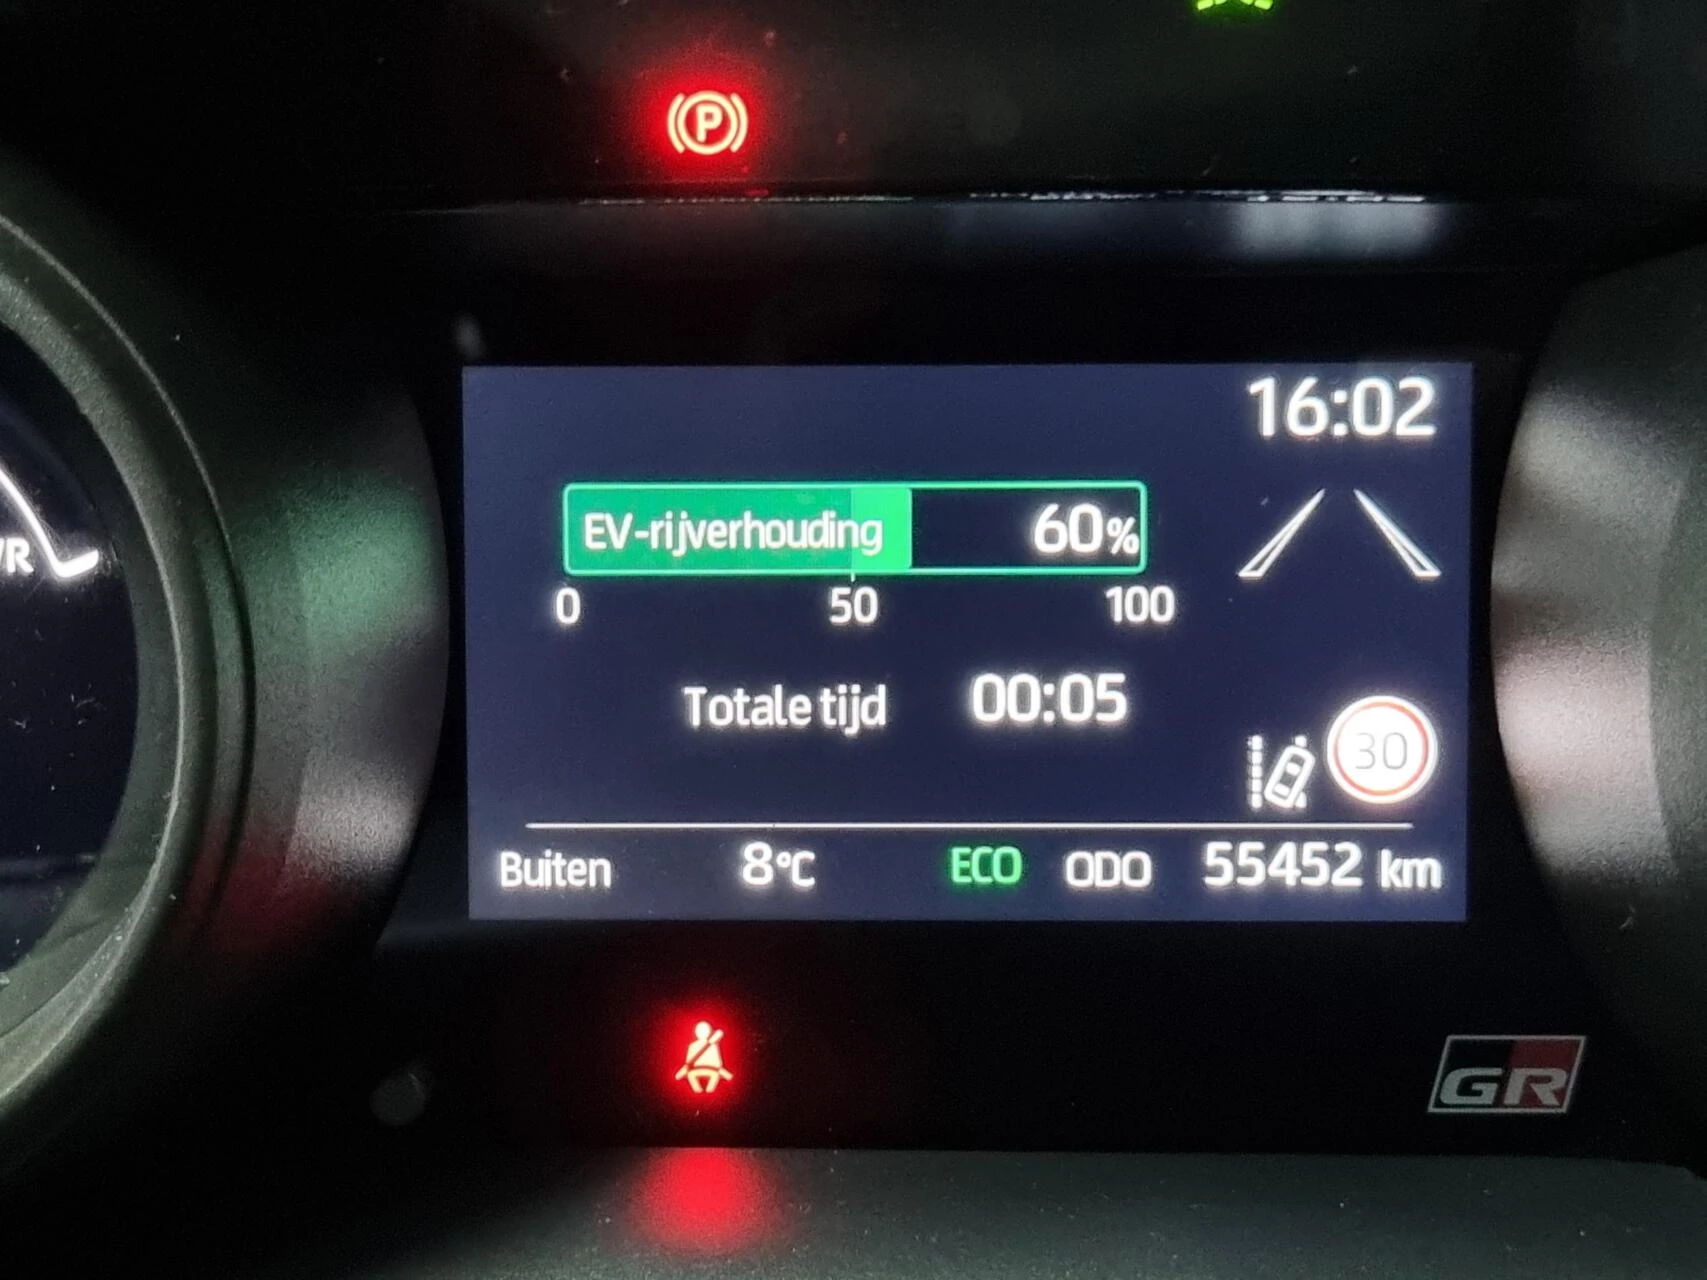 P
16:02
EV-rijverhouding 60%
0 50 100
Totale tijd 00:05
30
Buiten 8°C ECO ODO 55452 km
GR